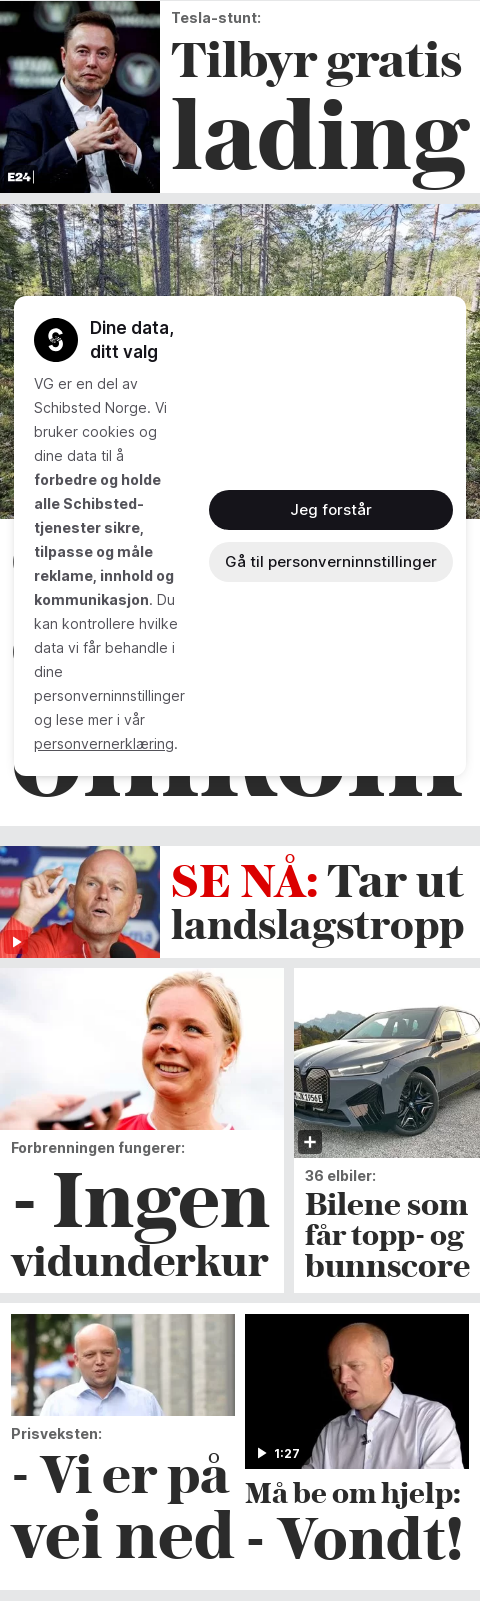 Tesla-stunt:
Tilbyr gratis
lading
E24
Dine data,
ditt valg
VG er en del av
Schibsted Norge. Vi
bruker cookies og
dine data til å
forbedre og holde
alle Schibsted-
tjenester sikre,
tilpasse og måle
reklame, innhold og
kommunikasjon. Du
kan kontrollere hvilke
data vi får behandle i
dine
personverninnstillinger
og lese mer i vår
personvernerklæring.
Jeg forstår
Gå til personverninnstillinger
SE NÅ: Tar ut
landslagstropp
Forbrenningen fungerer:
- Ingen
vidunderkur
36 elbiler:
Bilene som
får topp- og
bunnscore
Prisveksten:
- Vi er på
vei ned
1:27
Må be om hjelp:
- Vondt!